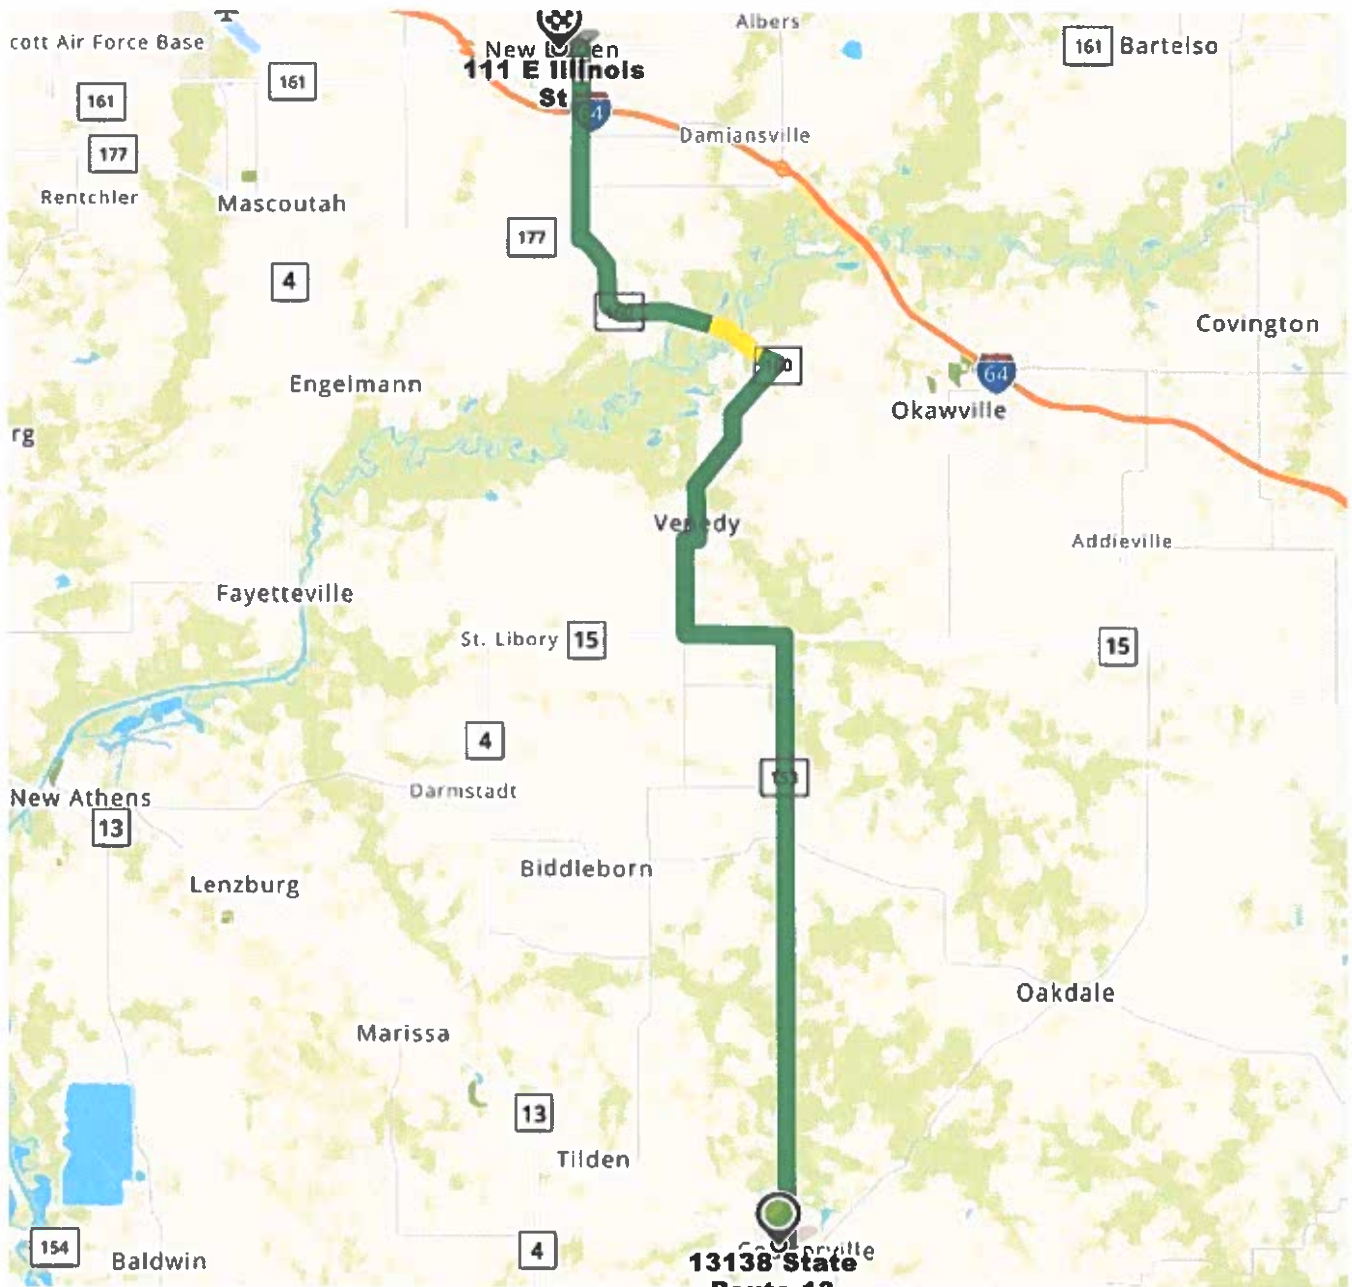 Albers
cott Air Force Base
161
Bartelso
New
111 E Illinois
St
161
161
64
Damiansville
177
Rentchler
Mascoutah
177
4
Covington
Engelmann
64
Okawville
rg
Addieville
Fayetteville
St. Libory
15
15
4
Darmstadt
New Athens
13
Biddleborn
Lenzburg
Oakdale
Marissa
13
Tilden
154
Baldwin
4
13138 State